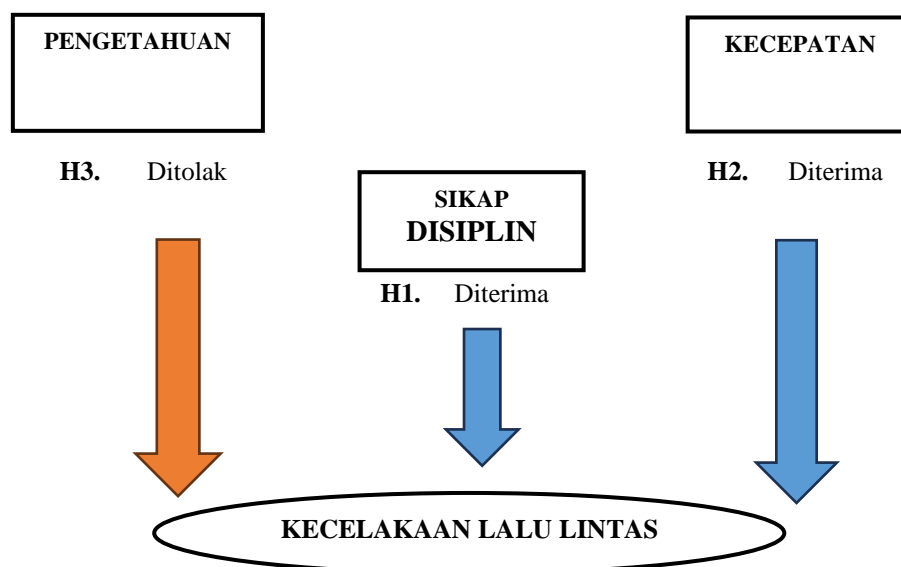 PENGETAHUAN
KECEPATAN
H3. Ditolak
H2. Diterima
SIKAP
DISIPLIN
H1. Diterima
KECELAKAAN LALU LINTAS